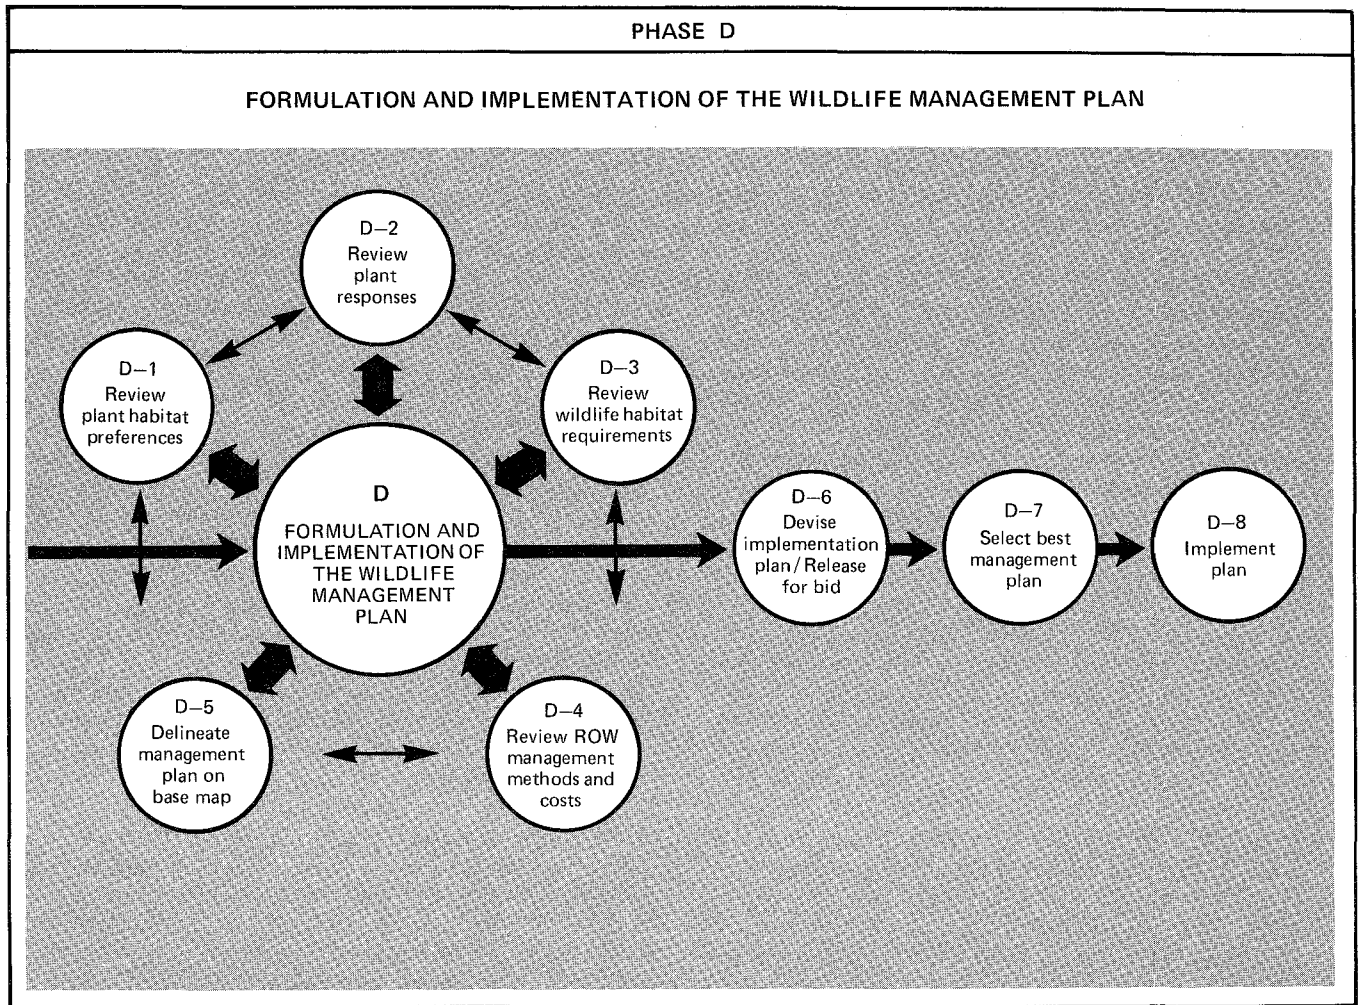 PHASE D
FORMULATION AND IMPLEMENTATION OF THE WILDLIFE MANAGEMENT PLAN
D—2
Review
plant
responses
D—1
Review
plant habitat
preferences
D—3
Review
wildlife habitat
requirements
D
FORMULATION AND
IMPLEMENTATION OF
THE WILDLIFE
MANAGEMENT
PLAN
D—6
Devise
implementation
plan/Release
for bid
D—7
Select best
management
plan
D—8
Implement
plan
D—5
Delineate
management
plan on
base map
D—4
Review ROW
management
methods and
costs